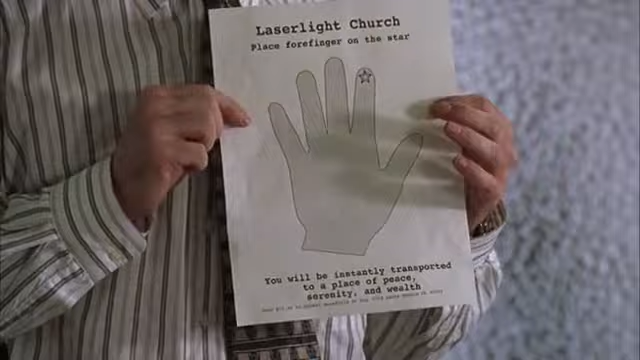 Laserlight Church
Place forefinger on the star
You will be instantly transported
to a place of peace,
serenity, and wealth